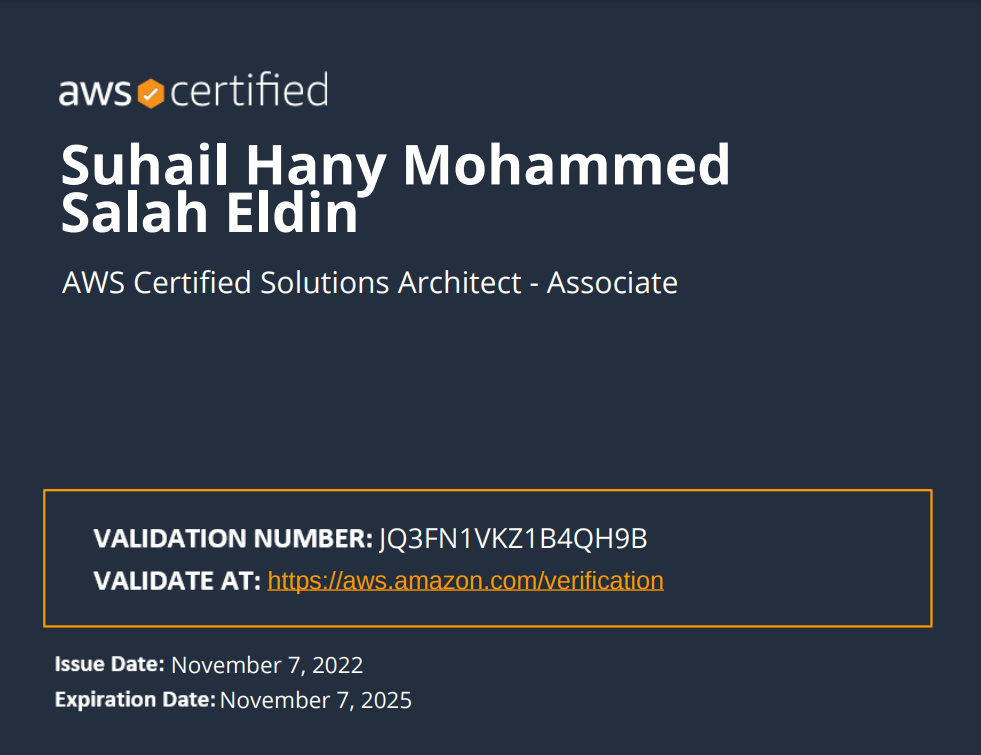 aws certified
Suhail Hany Mohammed
Salah Eldin
AWS Certified Solutions Architect - Associate
VALIDATION NUMBER: JQ3FN1VKZ1B4QH9B
VALIDATE AT: https://aws.amazon.com/verification
Issue Date: November 7, 2022
Expiration Date: November 7, 2025